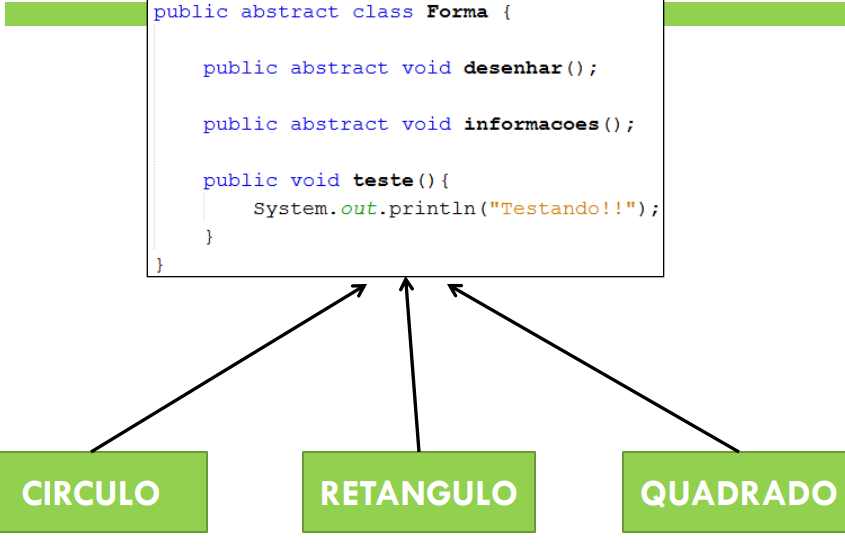 public abstract class Forma {
public abstract void desenhar();
public abstract void informacoes();
public void teste(){
System.out.println("Testando!!");
}
}
CIRCULO
RETANGULO
QUADRADO